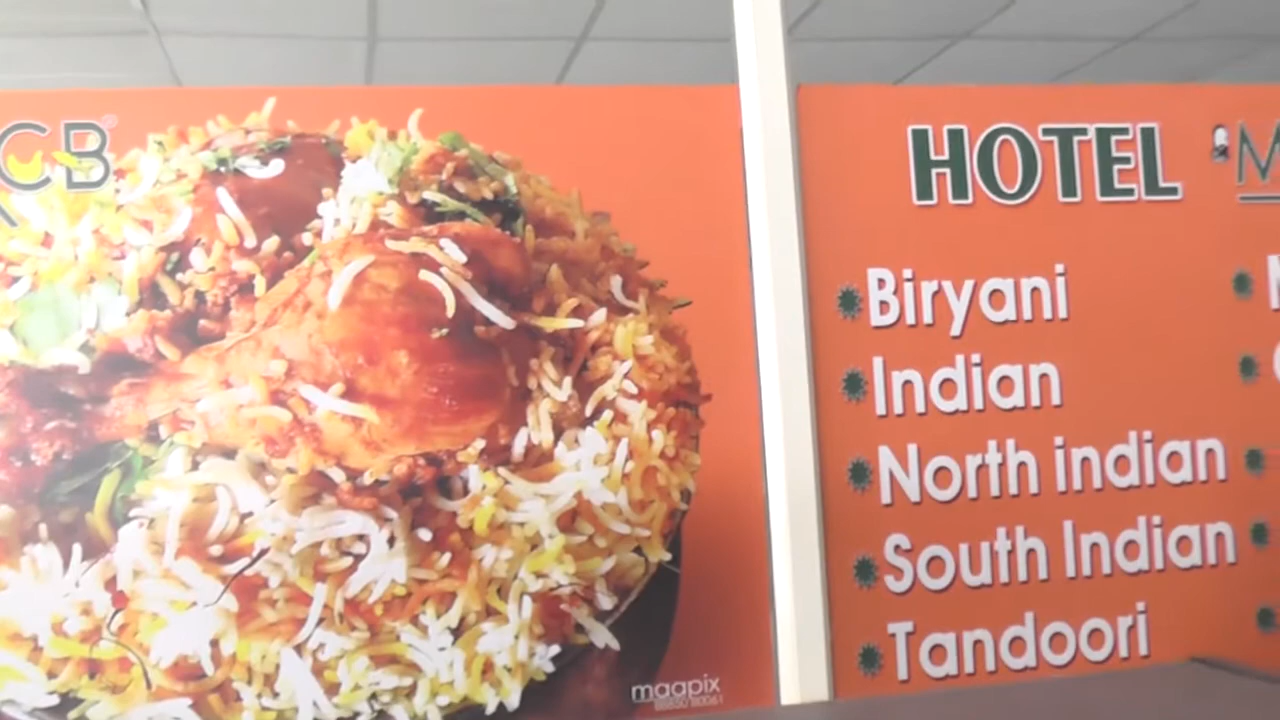 CB
HOTEL
Biryani
Indian
North indian
South Indian
Tandoori
maapix